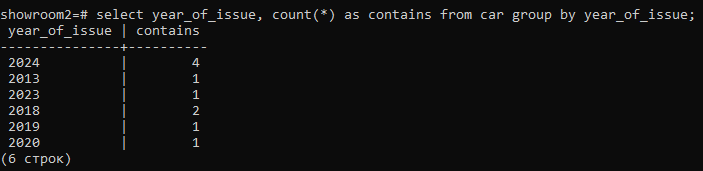 showroom2=# select year_of_issue, count(*) as contains from car group by year_of_issue;
 year_of_issue | contains
---------------+----------
 2024          |        4
 2013          |        1
 2023          |        1
 2018          |        2
 2019          |        1
 2020          |        1
(6 строк)